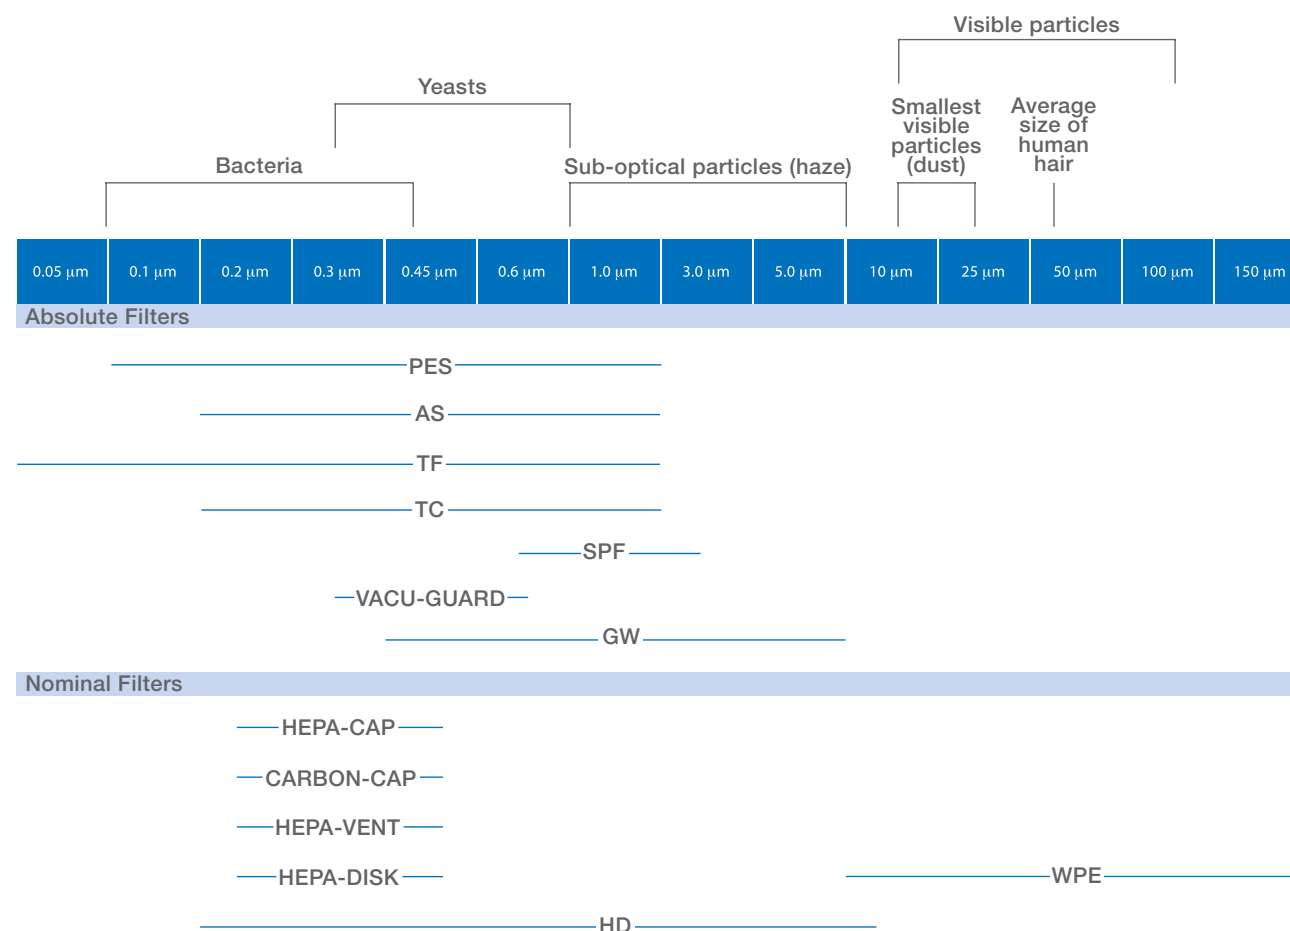 Visible particles
Yeasts
Smallest
visible
particles
(dust)
Average
size of
human
hair
Bacteria
Sub-optical particles (haze)
0.05 μm 0.1 μm 0.2 μm 0.3 μm 0.45 μm 0.6 μm 1.0 μm 3.0 μm 5.0 μm 10 μm 25 μm 50 μm 100 μm 150 μm
Absolute Filters
PES
AS
TF
TC
SPF
VACU-GUARD
GW
Nominal Filters
HEPA-CAP
CARBON-CAP
HEPA-VENT
HEPA-DISK WPE
HD